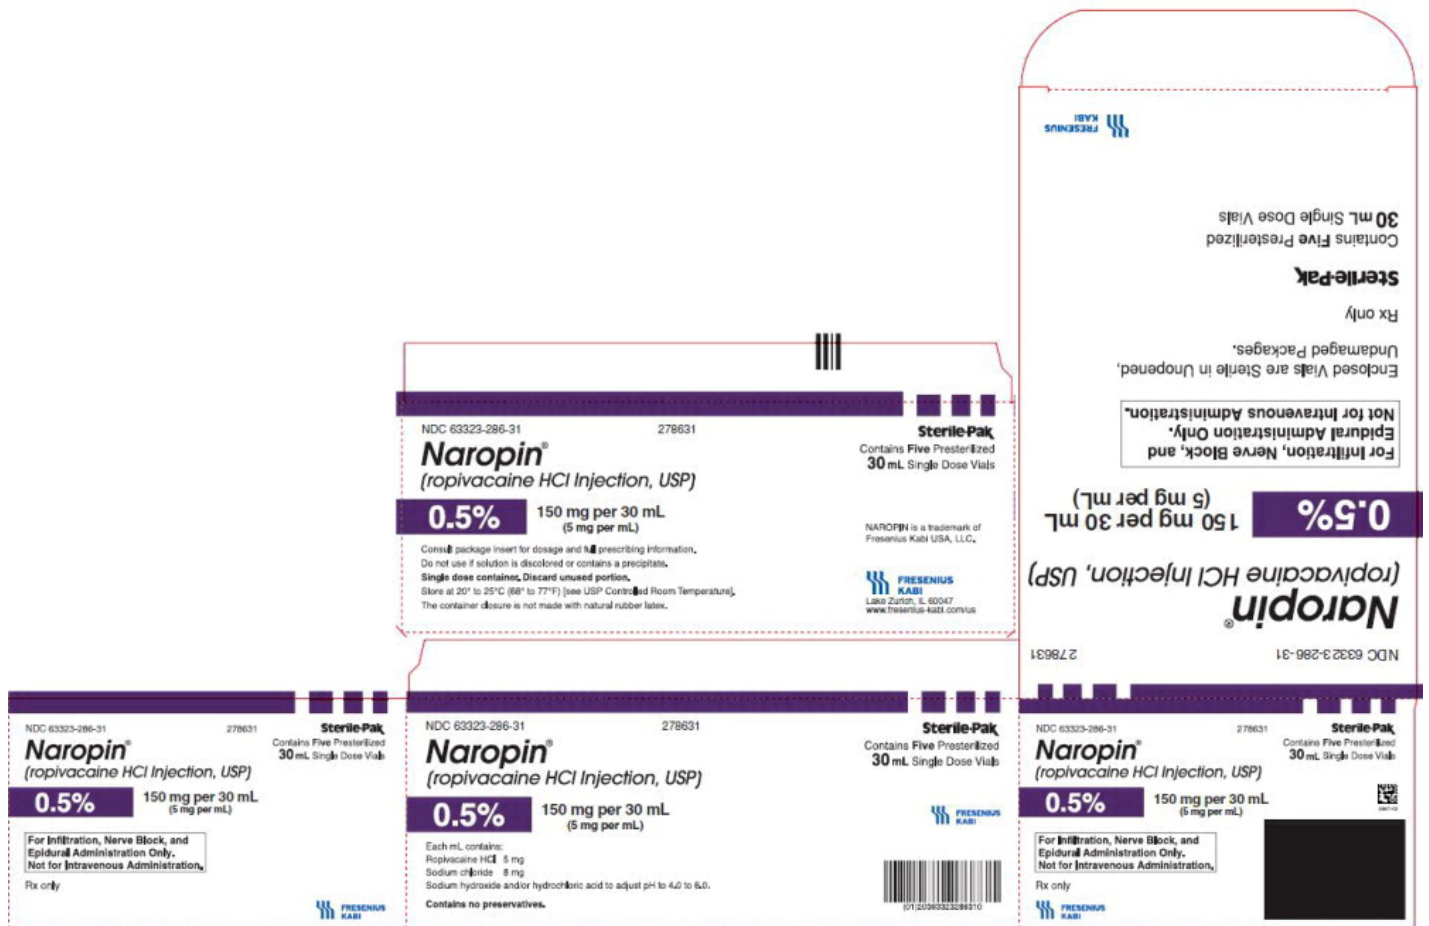 FRESENIUS
KABI
Contains Five Presterilized
30 mL Single Dose Vials
Sterile-Pak
Rx only
Enclosed Vials are Sterile in Unopened,
Undamaged Packages.
For Infiltration, Nerve Block, and
Epidural Administration Only.
Not for Intravenous Administration.
0.5%
150 mg per 30 mL
(5 mg per mL)
Naropin®
(ropivacaine HCl Injection, USP)
NDC 6332-3-286-31
278631
NDC 63323-286-31
278631
Sterile-Pak
Naropin®
Contains Five Presterilized
30 mL Single Dose Vials
(ropivacaine HCl Injection, USP)
0.5%
150 mg per 30 mL
(5 mg per mL)
NAROPIN is a trademark of
Fresenius Kabi USA, LLC.
Consult package insert for dosage and full prescribing information.
Do not use if solution is discolored or contains a precipitate.
Single dose container. Discard unused portion.
Store at 20° to 25°C (68° to 77°F) [see USP Controlled Room Temperature].
The container closure is not made with natural rubber latex.
FRESENIUS
KABI
Lake Zurich, IL 60047
www.fresenius-kabi.com/us
NDC 63323-286-31
278631
Sterile-Pak
Naropin®
Contains Five Presterilized
30 mL Single Dose Vials
(ropivacaine HCl Injection, USP)
0.5%
150 mg per 30 mL
(5 mg per mL)
For Infiltration, Nerve Block, and
Epidural Administration Only.
Not for Intravenous Administration.
Rx only
FRESENIUS
KABI
NDC 63323-286-31
278631
Sterile-Pak
Naropin®
Contains Five Presterilized
30 mL Single Dose Vials
(ropivacaine HCl Injection, USP)
0.5%
150 mg per 30 mL
(5 mg per mL)
FRESENIUS
KABI
Each mL contains:
Ropivacaine HCl 5 mg
Sodium chloride 8 mg
Sodium hydroxide and/or hydrochloric acid to adjust pH to 4.0 to 6.0.
Contains no preservatives.
(01)20363323286310
NDC 63323-286-31
278631
Sterile-Pak
Naropin®
Contains Five Presterilized
30 mL Single Dose Vials
(ropivacaine HCl Injection, USP)
0.5%
150 mg per 30 mL
(5 mg per mL)
For Infiltration, Nerve Block, and
Epidural Administration Only.
Not for Intravenous Administration.
Rx only
FRESENIUS
KABI